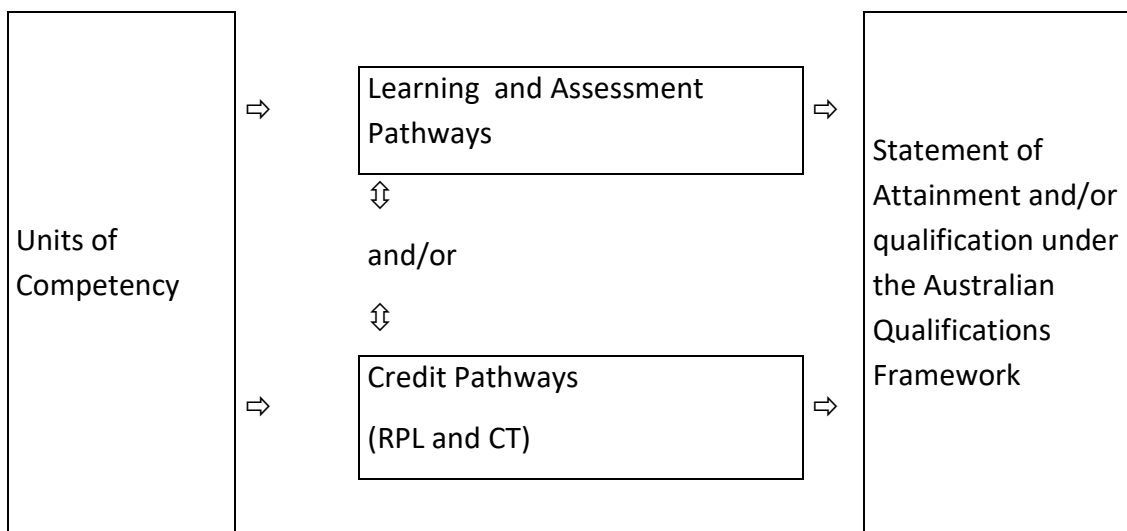 Units of
Competency
⇨
⇨
Learning and Assessment
Pathways
⇳
and/or
⇳
Credit Pathways
(RPL and CT)
⇨
⇨
Statement of
Attainment and/or
qualification under
the Australian
Qualifications
Framework